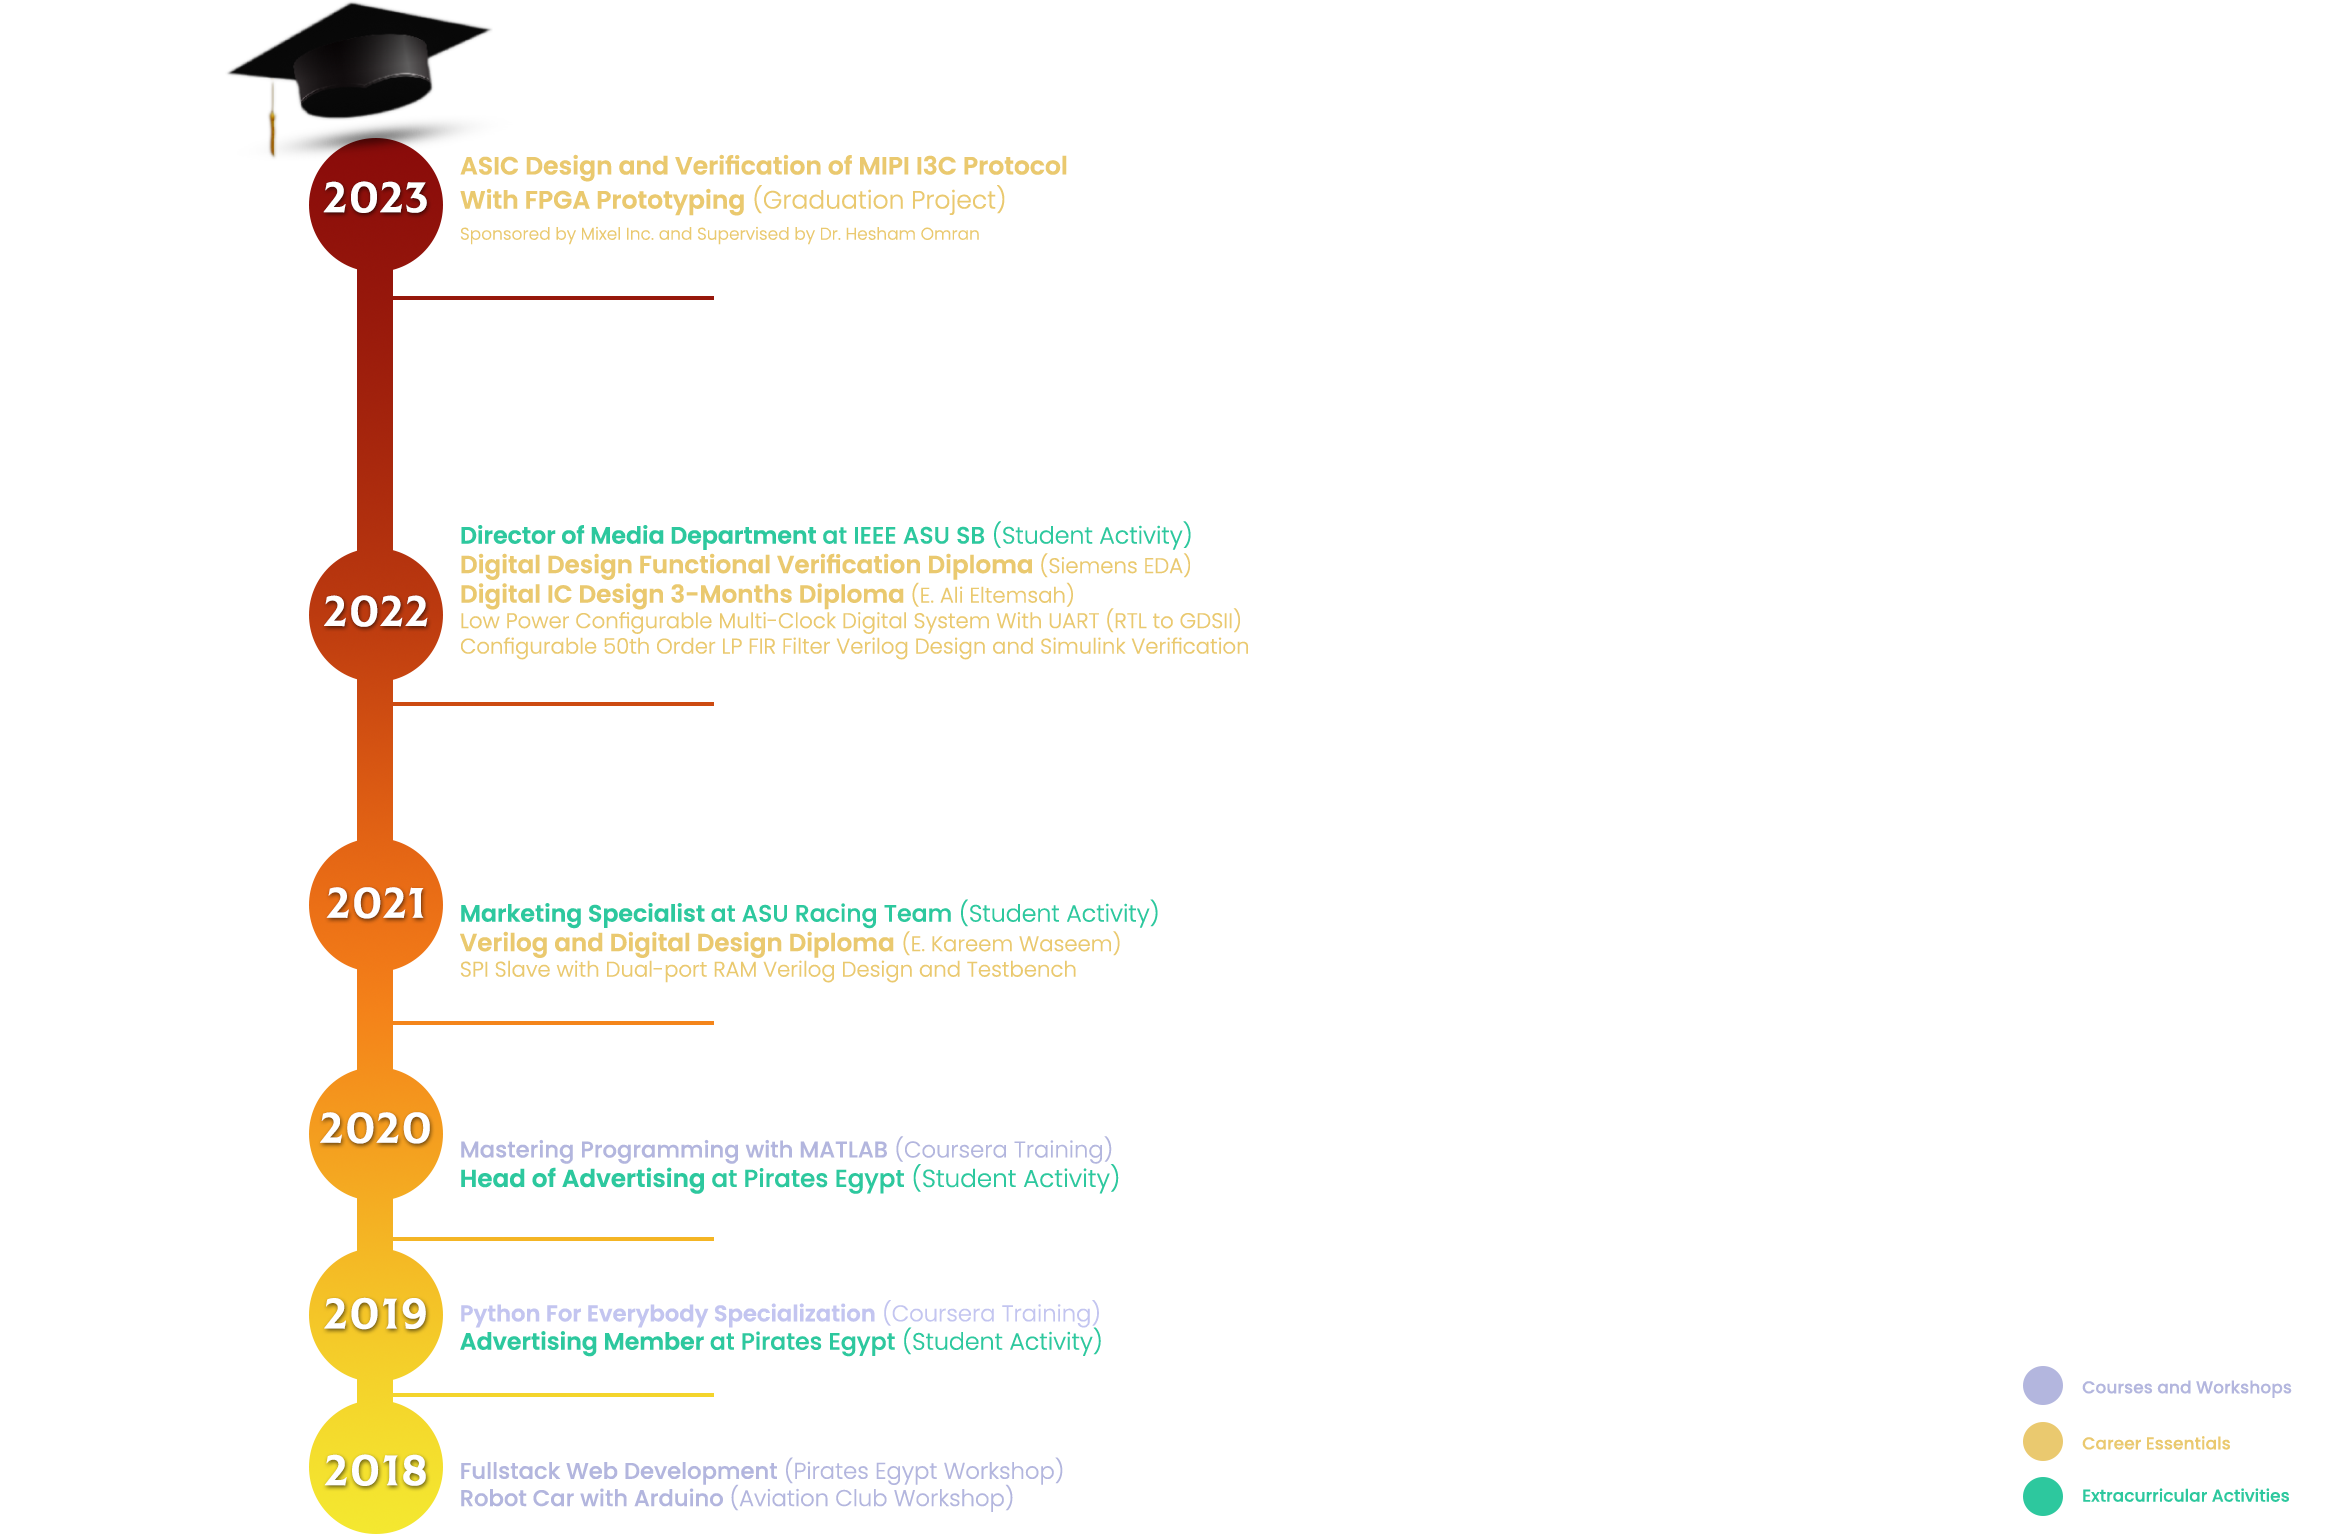 2023
ASIC Design and Verification of MIPI I3C Protocol
With FPGA Prototyping (Graduation Project)
Sponsored by Mixel Inc. and Supervised by Dr. Hesham Omran
2022
Director of Media Department at IEEE ASU SB (Student Activity)
Digital Design Functional Verification Diploma (Siemens EDA)
Digital IC Design 3-Months Diploma (E. Ali Eltemsah)
Low Power Configurable Multi-Clock Digital System With UART (RTL to GDSII)
Configurable 50th Order LP FIR Filter Verilog Design and Simulink Verification
2021
Marketing Specialist at ASU Racing Team (Student Activity)
Verilog and Digital Design Diploma (E. Kareem Waseem)
SPI Slave with Dual-port RAM Verilog Design and Testbench
2020
Mastering Programming with MATLAB (Coursera Training)
Head of Advertising at Pirates Egypt (Student Activity)
2019
Python For Everybody Specialization (Coursera Training)
Advertising Member at Pirates Egypt (Student Activity)
2018
Fullstack Web Development (Pirates Egypt Workshop)
Robot Car with Arduino (Aviation Club Workshop)
Courses and Workshops
Career Essentials
Extracurricular Activities